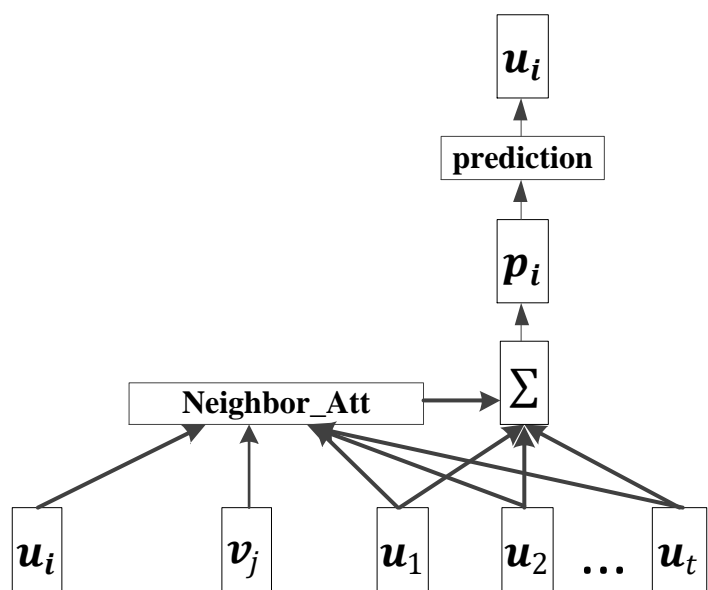 u_i
prediction
p_i
∑
Neighbor_Att
u_i v_j u_1 u_2 ... u_t